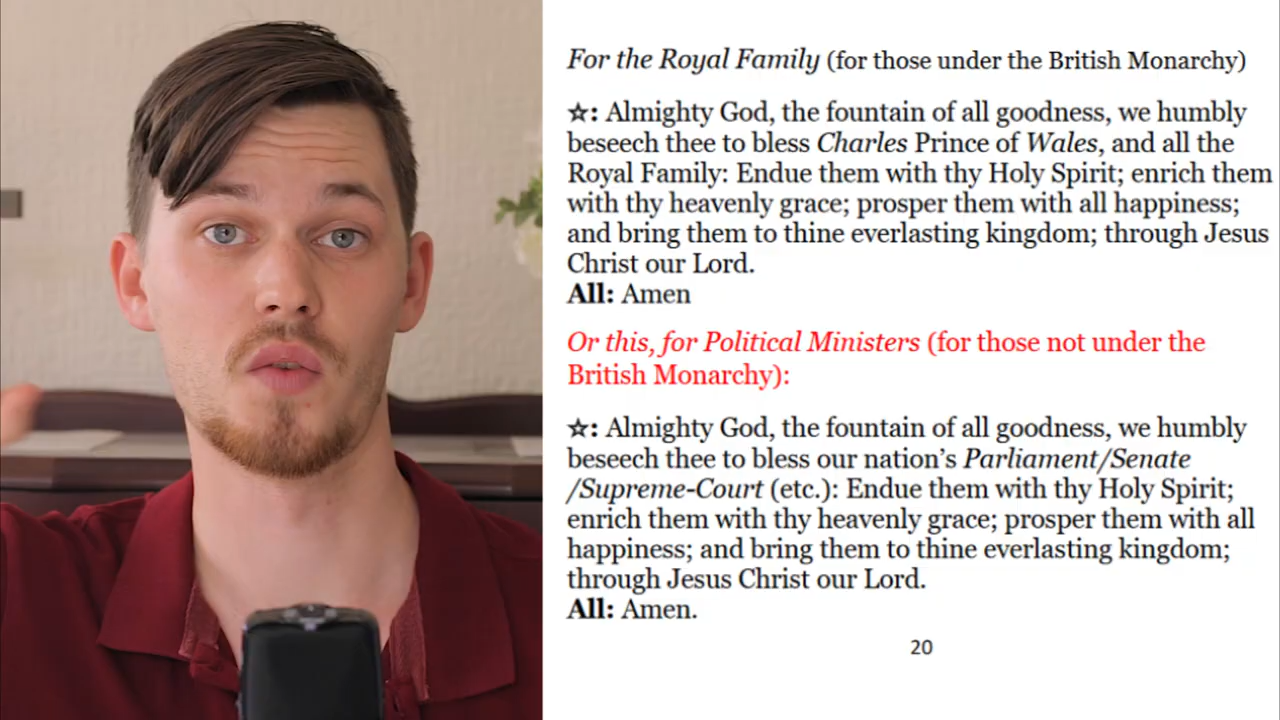 For the Royal Family (for those under the British Monarchy)
☆: Almighty God, the fountain of all goodness, we humbly
beseech thee to bless Charles Prince of Wales, and all the
Royal Family: Endue them with thy Holy Spirit; enrich them
with thy heavenly grace; prosper them with all happiness;
and bring them to thine everlasting kingdom; through Jesus
Christ our Lord.
All: Amen
Or this, for Political Ministers (for those not under the
British Monarchy):
☆: Almighty God, the fountain of all goodness, we humbly
beseech thee to bless our nation’s Parliament/Senate
/Supreme-Court (etc.): Endue them with thy Holy Spirit;
enrich them with thy heavenly grace; prosper them with all
happiness; and bring them to thine everlasting kingdom;
through Jesus Christ our Lord.
All: Amen.
20